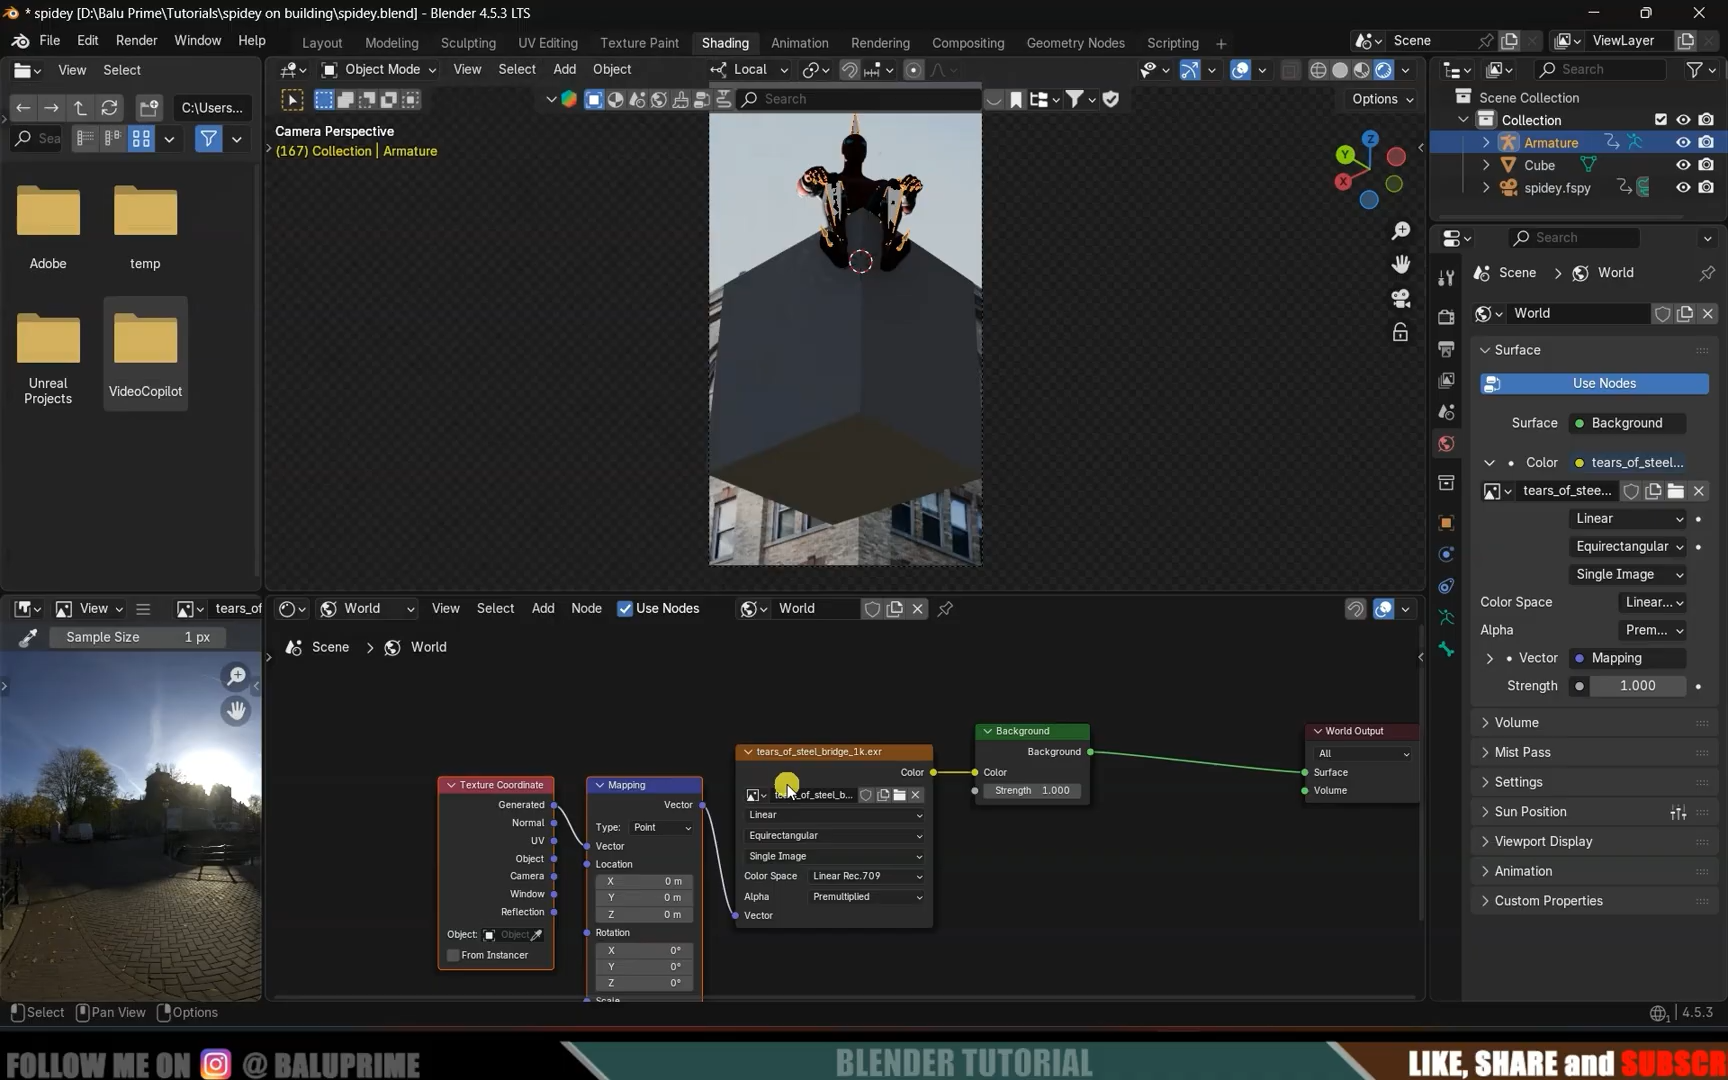 * spidey [D:\Balu Prime\Tutorials\spidey on building\spidey.blend] - Blender 4.5.3 LTS
File Edit Render Window Help
Layout Modeling Sculpting UV Editing Texture Paint Shading Animation Rendering Compositing Geometry Nodes Scripting +
Scene
ViewLayer
View Select
Object Mode View Select Add Object
Local
Search
C:\Users...
Sea
Search
Options
Camera Perspective
(167) Collection | Armature
Z
Y
X
Scene Collection
Collection
Armature
Cube
spidey.fspy
Adobe
temp
Unreal
Projects
VideoCopilot
Search
Scene > World
World
Surface
Use Nodes
Surface Background
Color tears_of_steel...
tears_of_stee...
Linear
Equirectangular
Single Image
Color Space Linear...
Alpha Prem...
Vector Mapping
Strength 1.000
Volume
Mist Pass
Settings
Sun Position
Viewport Display
Animation
Custom Properties
View
tears_of
Sample Size 1 px
World View Select Add Node Use Nodes
World
Scene > World
Texture Coordinate
Generated
Normal
UV
Object
Camera
Window
Reflection
Object: Object
From Instancer
Mapping
Vector
Type: Point
Vector
Location
X 0 m
Y 0 m
Z 0 m
Rotation
X 0°
Y 0°
Z 0°
Scale
tears_of_steel_bridge_1k.exr
Color
Linear
Equirectangular
Single Image
Color Space Linear Rec.709
Alpha Premultiplied
Vector
Background
Background
Color
Strength 1.000
World Output
All
Surface
Volume
Select Pan View Options
4.5.3
FOLLOW ME ON @ BALUPRIME
BLENDER TUTORIAL
LIKE, SHARE and SUBSCR